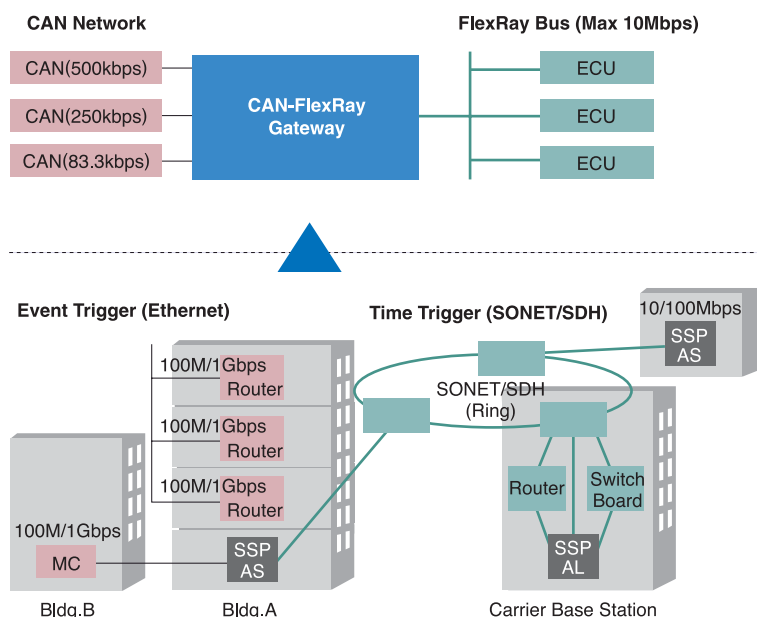 CAN Network
FlexRay Bus (Max 10Mbps)
CAN(500kbps)
CAN(250kbps)
CAN(83.3kbps)
CAN-FlexRay
Gateway
ECU
ECU
ECU
Event Trigger (Ethernet)
Time Trigger (SONET/SDH)
10/100Mbps
SSP
AS
100M/1Gbps
Router
100M/1Gbps
Router
100M/1Gbps
Router
SONET/SDH
(Ring)
Router
Switch
Board
100M/1Gbps
MC
SSP
AS
SSP
AL
Bldg.B
Bldg.A
Carrier Base Station